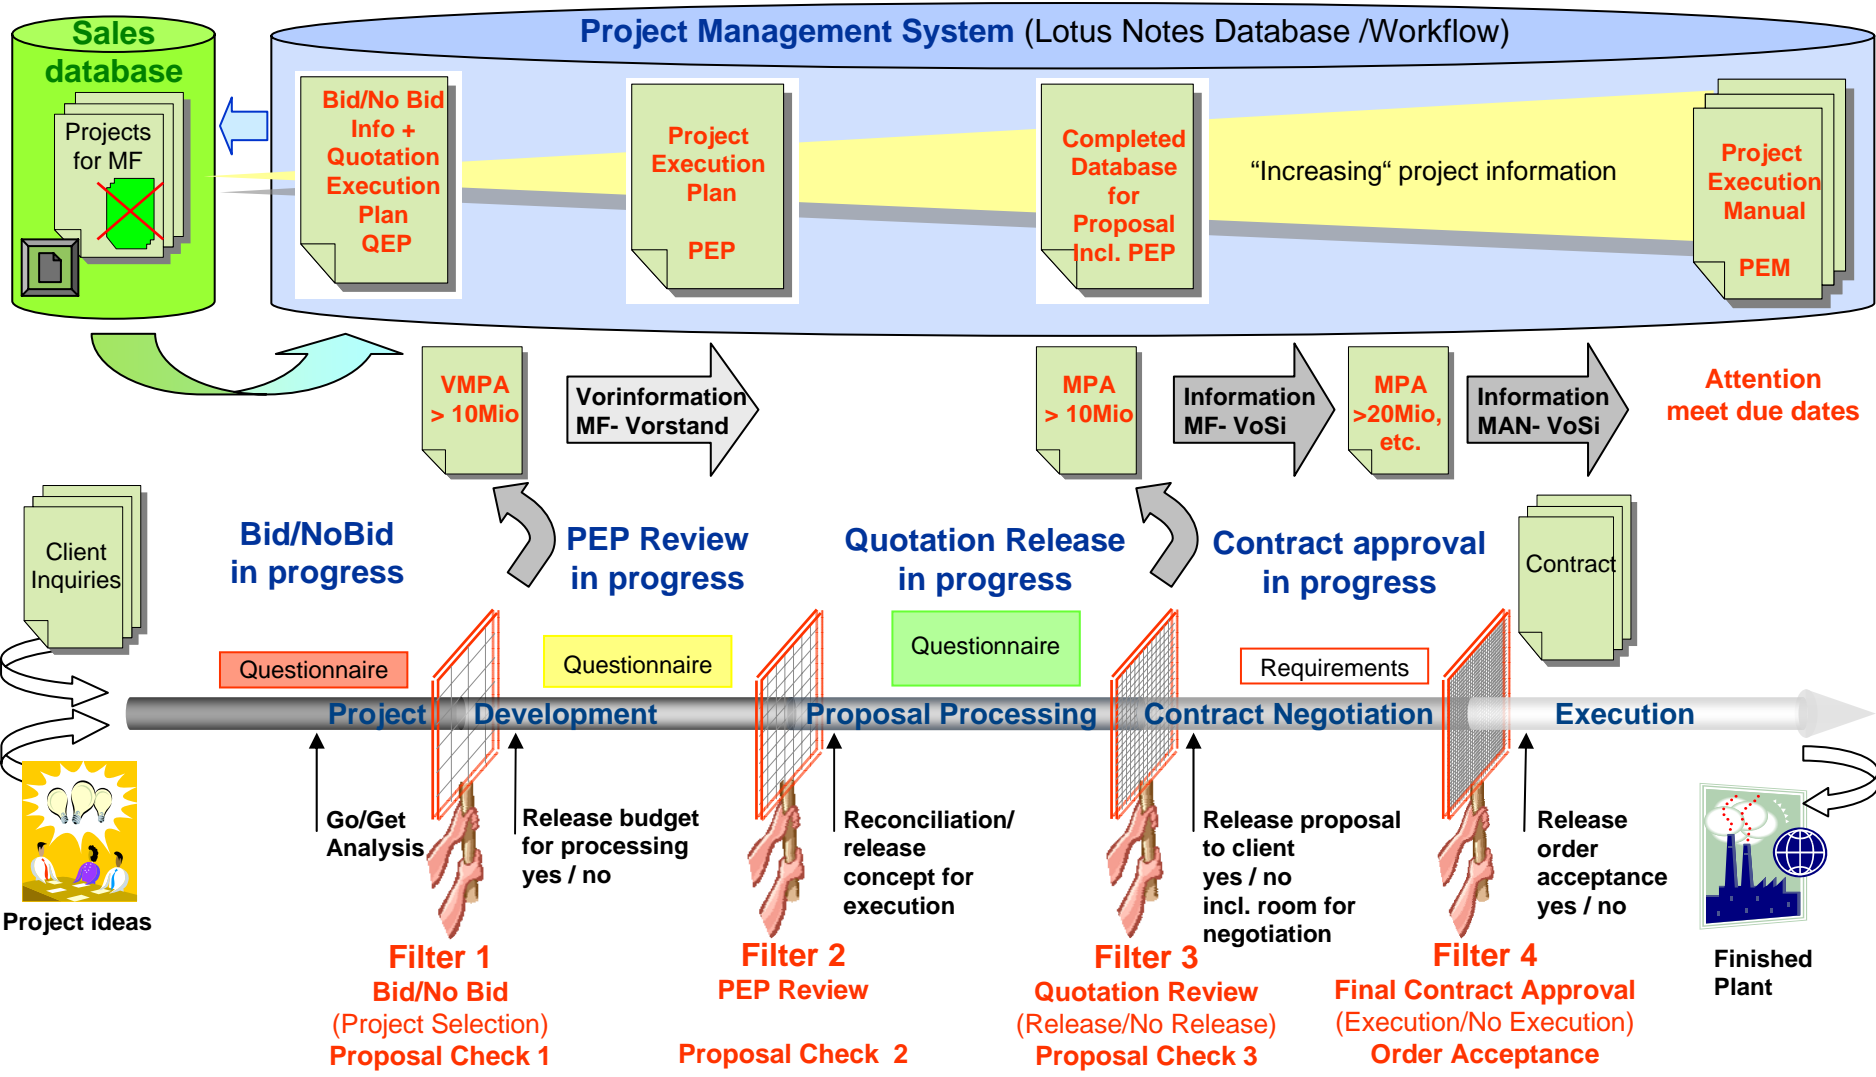 Sales
database
Project Management System (Lotus Notes Database /Workflow)
Projects
for MF
Bid/No Bid
Info +
Quotation
Execution
Plan
QEP
Project
Execution
Plan
PEP
Completed
Database
for
Proposal
Incl. PEP
“Increasing“ project information
Project
Execution
Manual
PEM
VMPA
> 10Mio
Vorinformation
MF- Vorstand
MPA
> 10Mio
Information
MF- VoSi
MPA
>20Mio,
etc.
Information
MAN- VoSi
Attention
meet due dates
Client
Inquiries
Bid/NoBid
in progress
PEP Review
in progress
Quotation Release
in progress
Contract approval
in progress
Contract
Questionnaire
Questionnaire
Questionnaire
Requirements
Project Development
Proposal Processing
Contract Negotiation
Execution
Project ideas
Go/Get
Analysis
Release budget
for processing
yes / no
Reconciliation/
release
concept for
execution
Release proposal
to client
yes / no
incl. room for
negotiation
Release
order
acceptance
yes / no
Finished
Plant
Filter 1
Bid/No Bid
(Project Selection)
Proposal Check 1
Filter 2
PEP Review
Proposal Check  2
Filter 3
Quotation Review
(Release/No Release)
Proposal Check 3
Filter 4
Final Contract Approval
(Execution/No Execution)
Order Acceptance